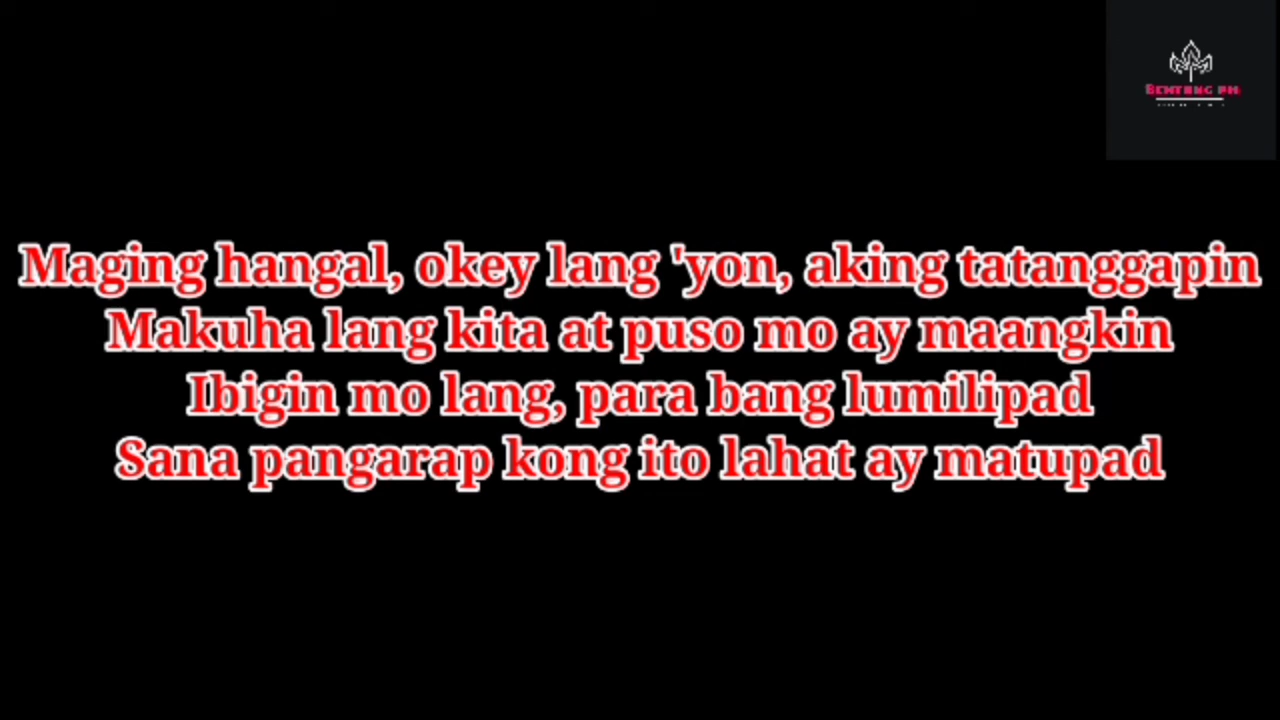 Maging hangal, okey lang 'yon, aking tatanggapin
Makuha lang kita at puso mo ay maangkin
Ibigin mo lang, para bang lumilipad
Sana pangarap kong ito lahat ay matupad